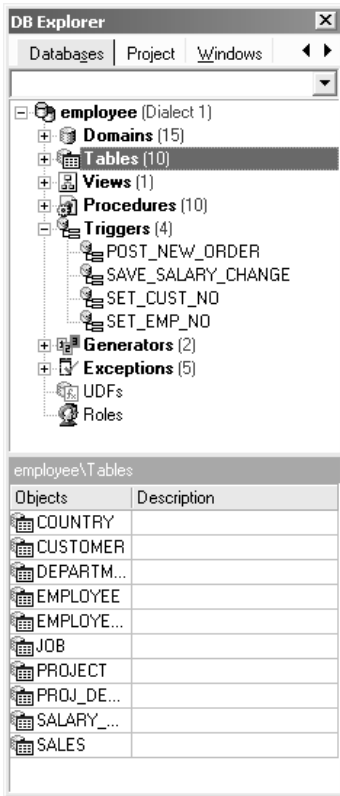 DB Explorer
Databases Project Windows
employee (Dialect 1)
Domains (15)
Tables (10)
Views (1)
Procedures (10)
Triggers (4)
POST_NEW_ORDER
SAVE_SALARY_CHANGE
SET_CUST_NO
SET_EMP_NO
Generators (2)
Exceptions (5)
UDFs
Roles
employee\Tables
Objects Description
COUNTRY
CUSTOMER
DEPARTM...
EMPLOYEE
EMPLOYE...
JOB
PROJECT
PROJ_DE...
SALARY_...
SALES